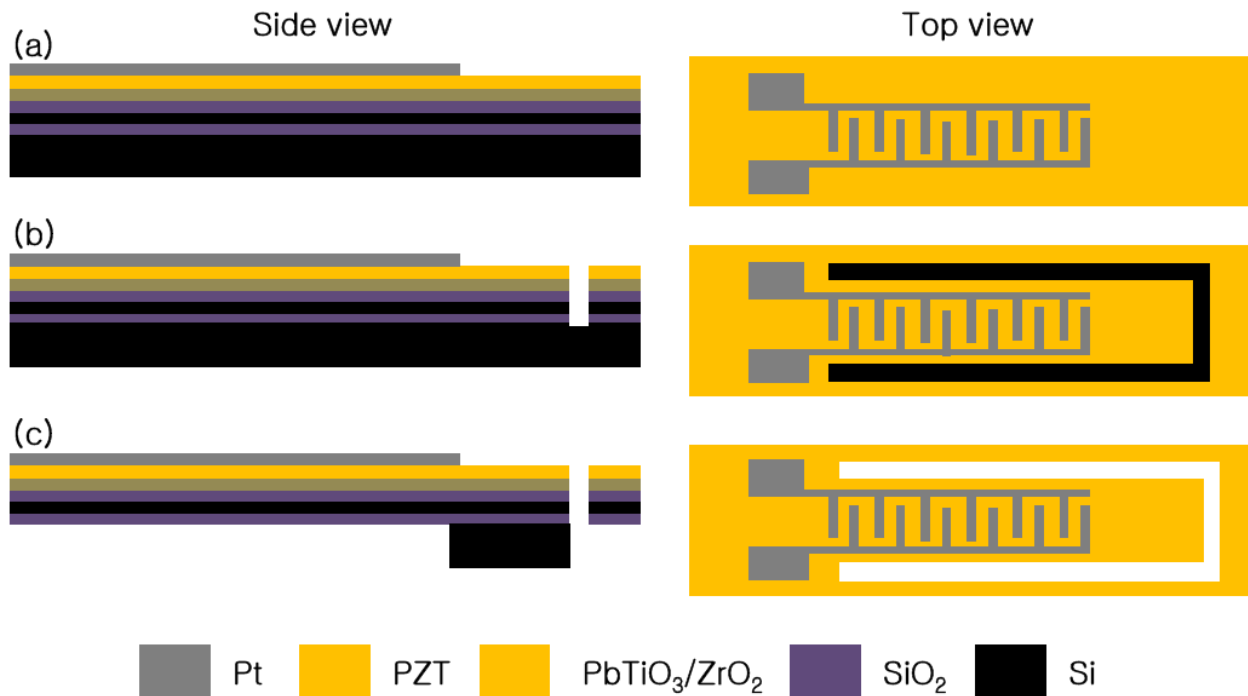 Side view Top view
(a)
(b)
(c)
Pt PZT PbTiO₃/ZrO₂ SiO₂ Si